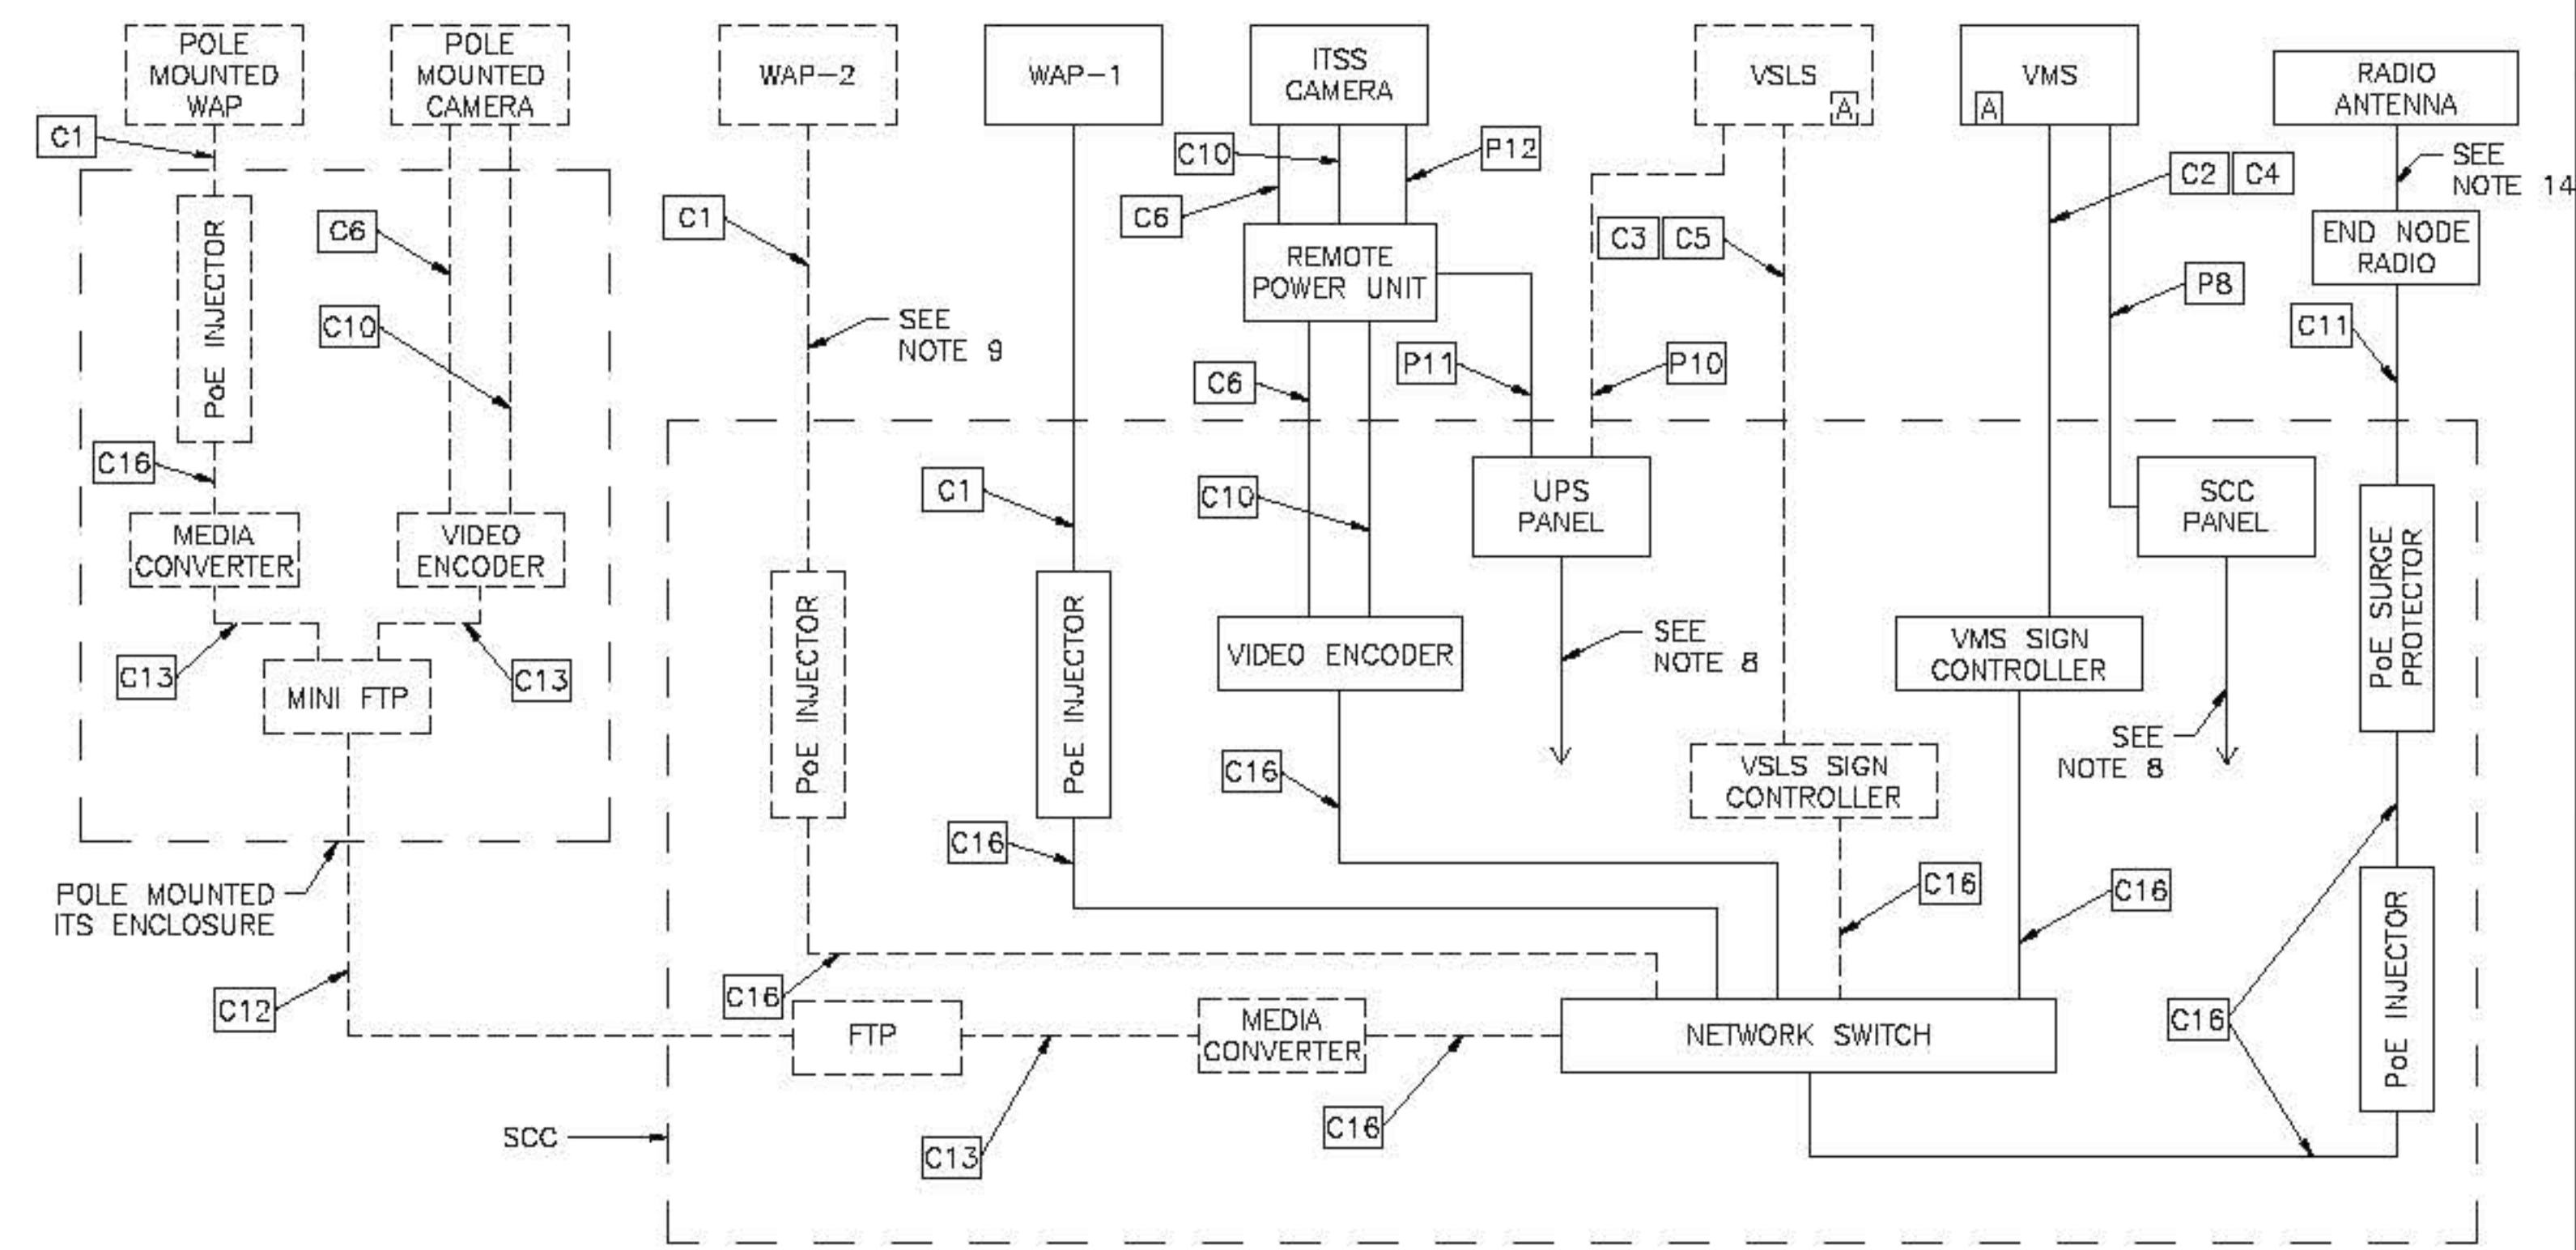 POLE
MOUNTED
WAP
POLE
MOUNTED
CAMERA
WAP-2
WAP-1
ITSS
CAMERA
VSLS
A
VMS
A
RADIO
ANTENNA
C1
C10
P12
C6
C2 C4
SEE
NOTE 14
PoE INJECTOR
C6
C10
C1
SEE
NOTE 9
REMOTE
POWER UNIT
C3 C5
END NODE
RADIO
P8
C11
C6
P11
P10
C16
C1
C10
UPS
PANEL
SCC
PANEL
MEDIA
CONVERTER
VIDEO
ENCODER
PoE INJECTOR
PoE INJECTOR
PoE SURGE
PROTECTOR
C13
C13
MINI FTP
VIDEO ENCODER
SEE
NOTE 8
VMS SIGN
CONTROLLER
SEE
NOTE 8
C16
VSLS SIGN
CONTROLLER
C16
POLE MOUNTED
ITS ENCLOSURE
C16
C16
PoE INJECTOR
C12
C16
FTP
MEDIA
CONVERTER
NETWORK SWITCH
C16
SCC
C13
C16